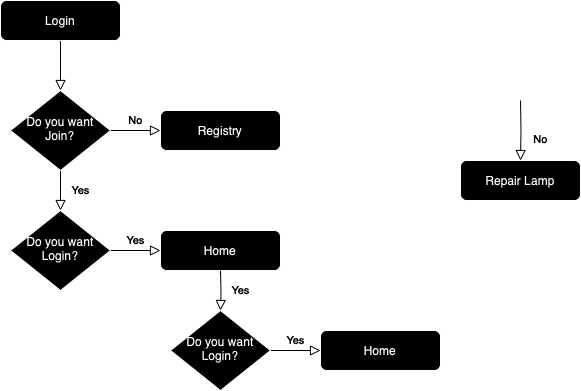 Login
Do you want
Join?
No
Registry
No
Repair Lamp
Yes
Do you want
Login?
Yes
Home
Yes
Do you want
Login?
Yes
Home